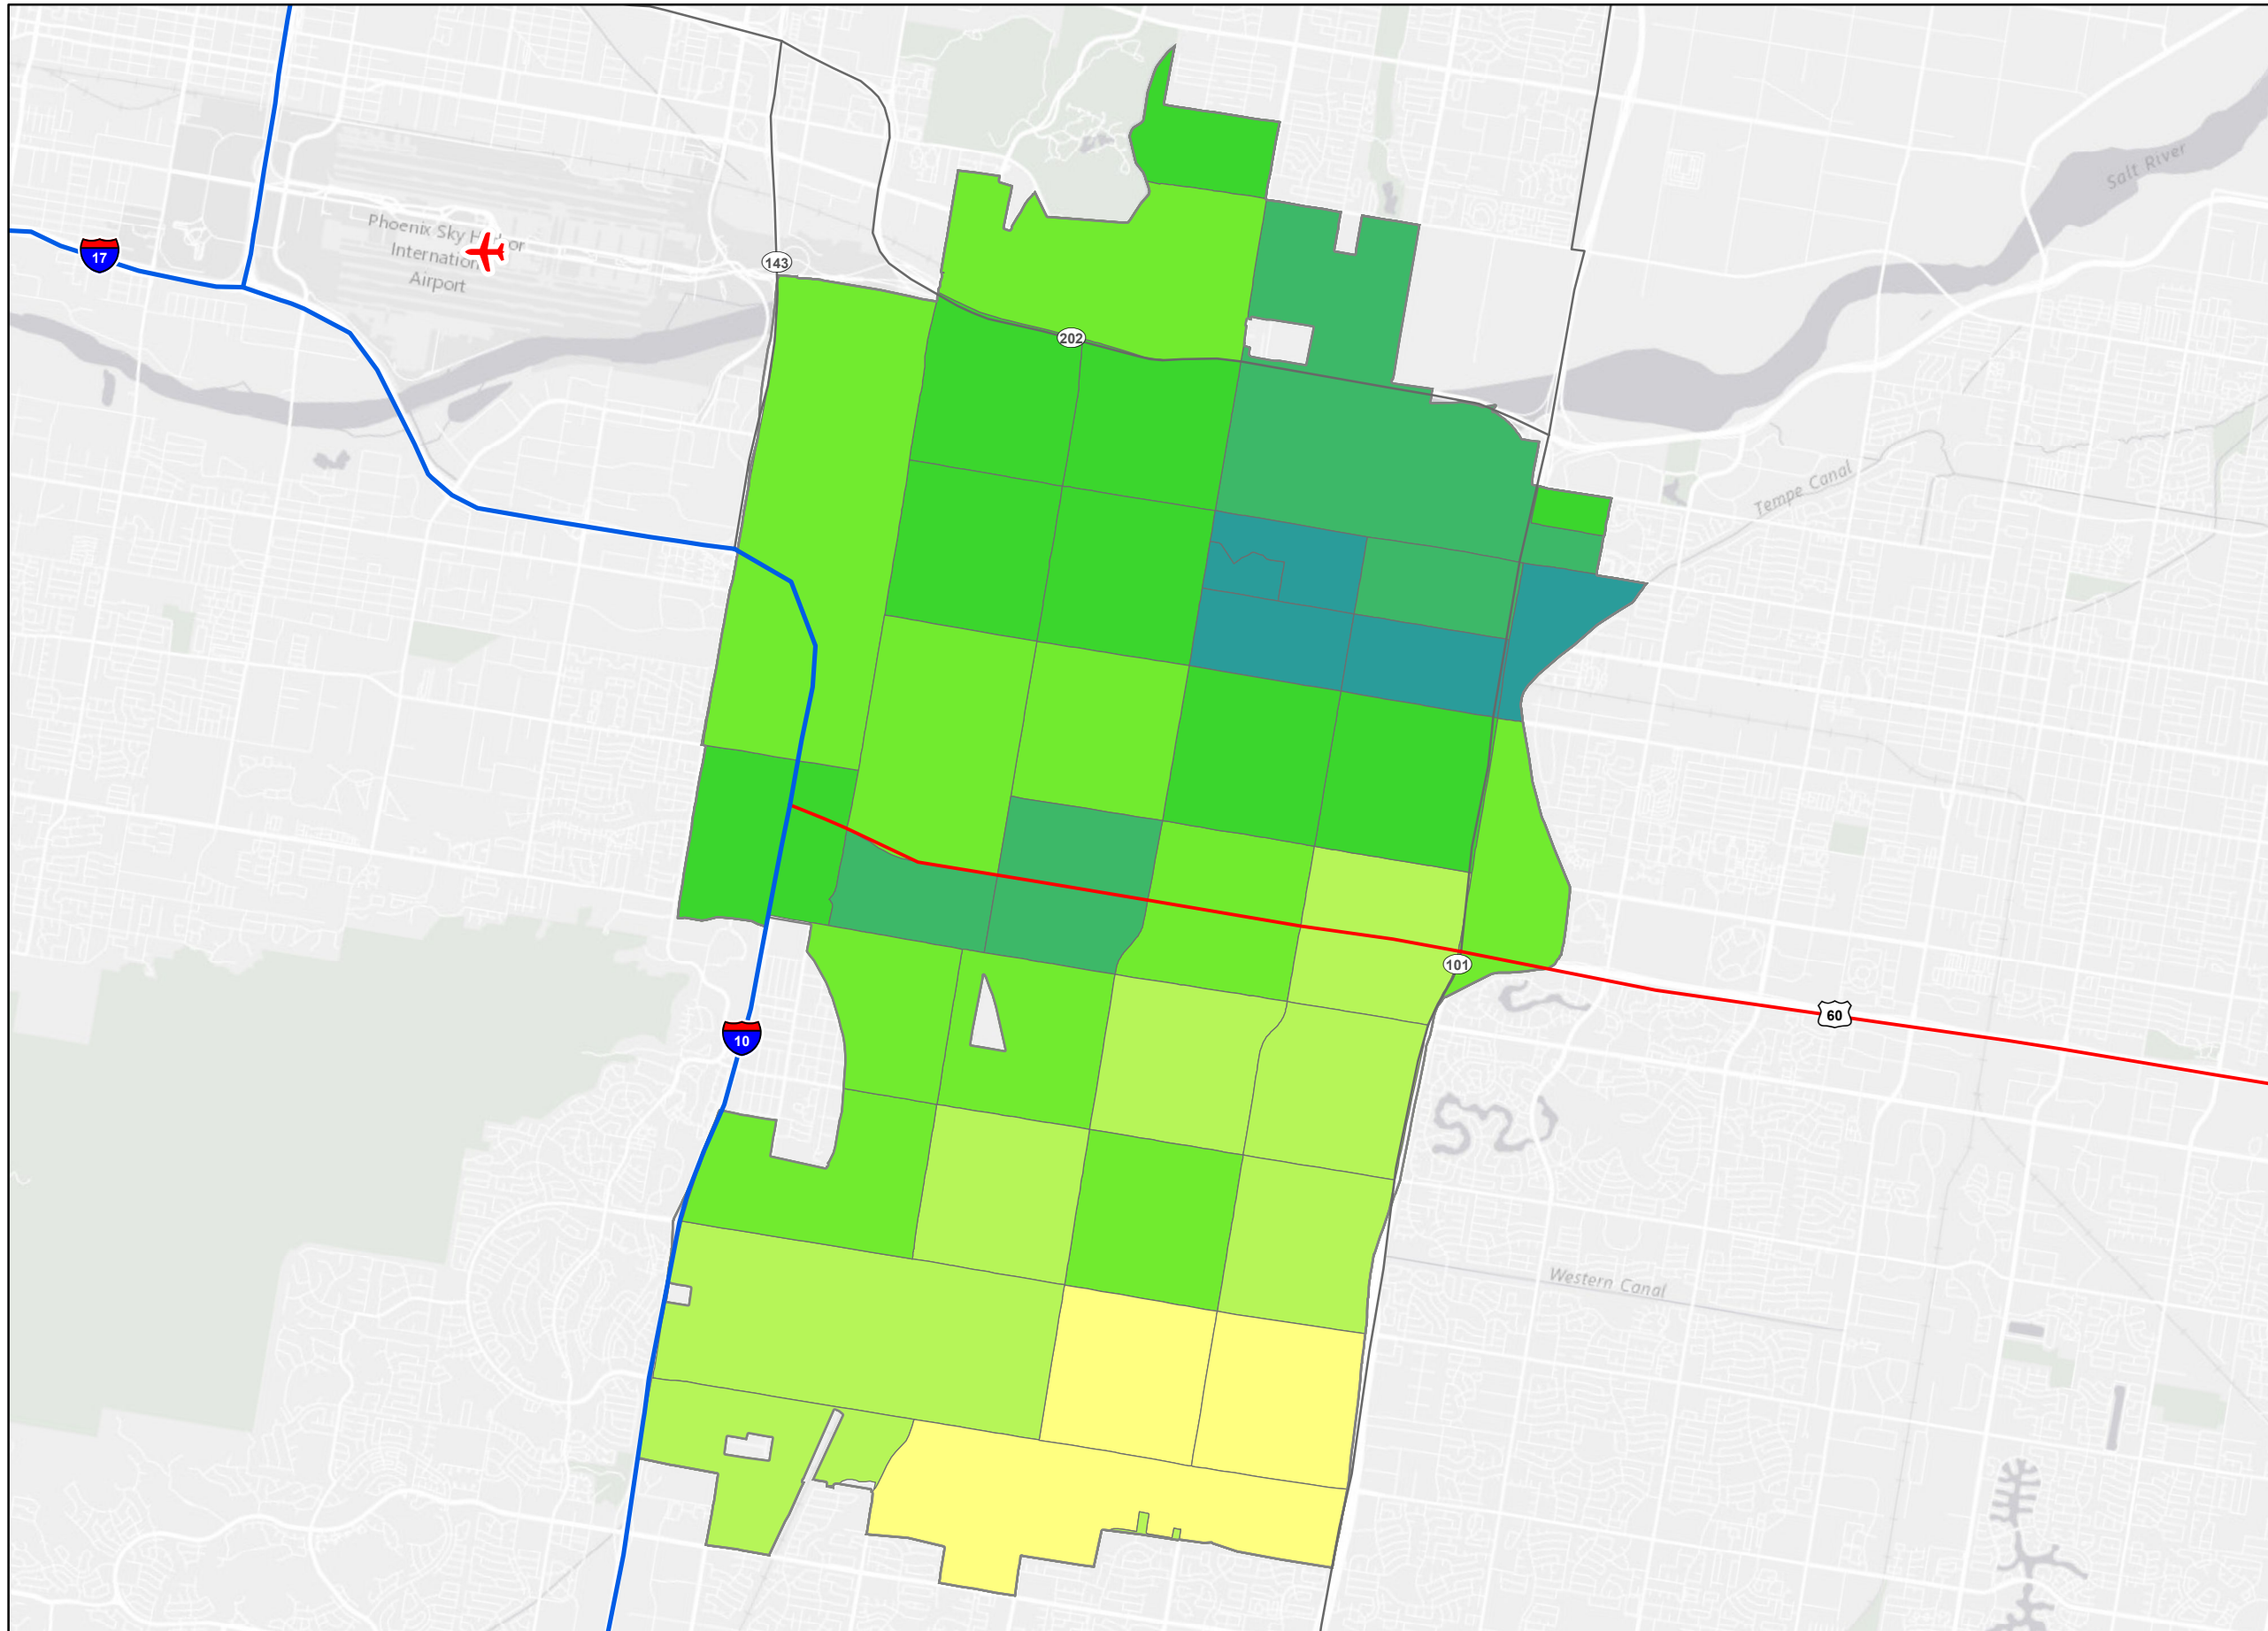 Salt River
Phoenix Sky Harbor
International
Airport
17
143
202
Tempe Canal
101
60
10
Western Canal